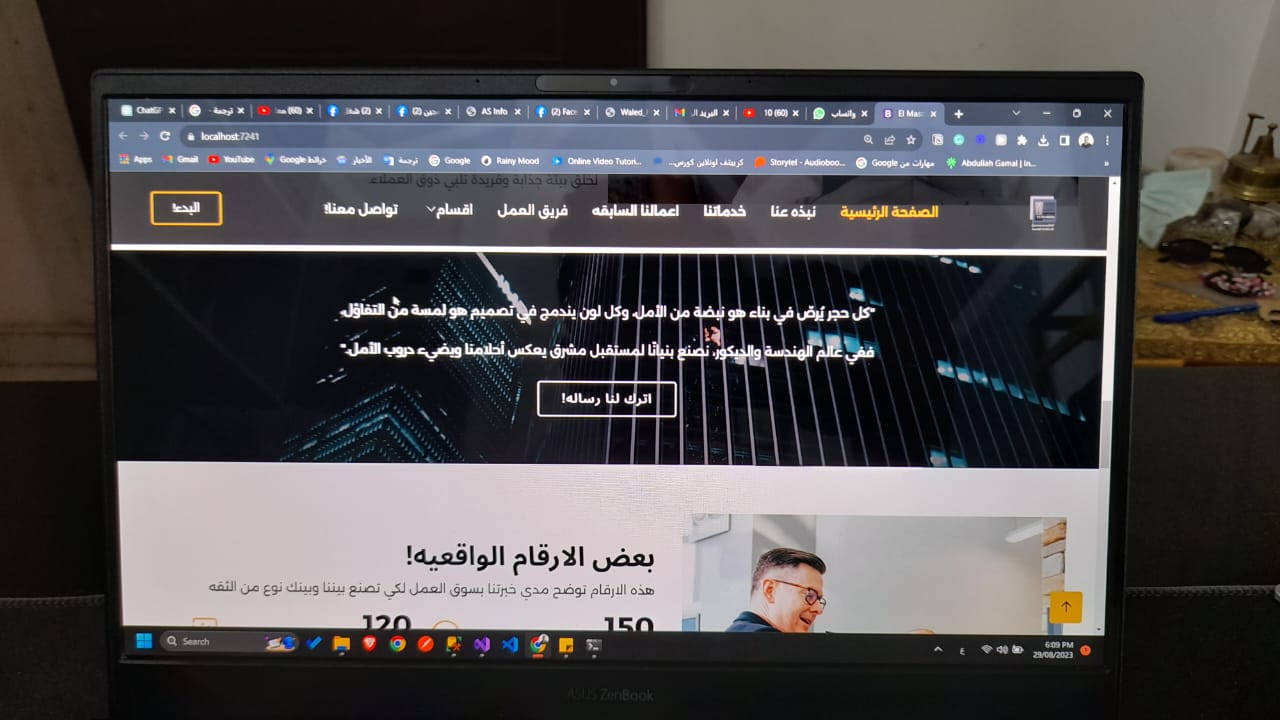 ChatGP
ترجمة -
(60)
(2)
(2) حين
AS Info
(2) Face
Waled_
البريد الـ
10 (60)
واتساب
El Mas
localhost:7241
Apps
Gmail
YouTube
خرائط Google
الأخبار
ترجمة
Google
Rainy Mood
Online Video Tutori...
كرييتف اونلاين كورس...
Storytel - Audioboo...
مهارات من Google
Abdullah Gamal | In...
لخلق بيئة جذابة وفريدة تلبي ذوق العملاء.
الصفحة الرئيسية
نبذه عنا
خدماتنا
اعمالنا السابقه
فريق العمل
اقسام
تواصل معنا!
البدء!
"كل حجر يُرصّ في بناء هو نبضة من الأمل، وكل لون يندمج في تصميم هو لمسة من التفاؤل.
ففي عالم الهندسة والديكور، نصنع بنيانًا لمستقبل مشرق يعكس أحلامنا ويضيء دروب الأمل."
اترك لنا رساله!
بعض الارقام الواقعيه!
هذه الارقام توضح مدي خبرتنا بسوق العمل لكي تصنع بيننا وبينك نوع من الثقه
150
120
Search
ع
6:09 PM
29/08/2023
1
ASUS ZenBook